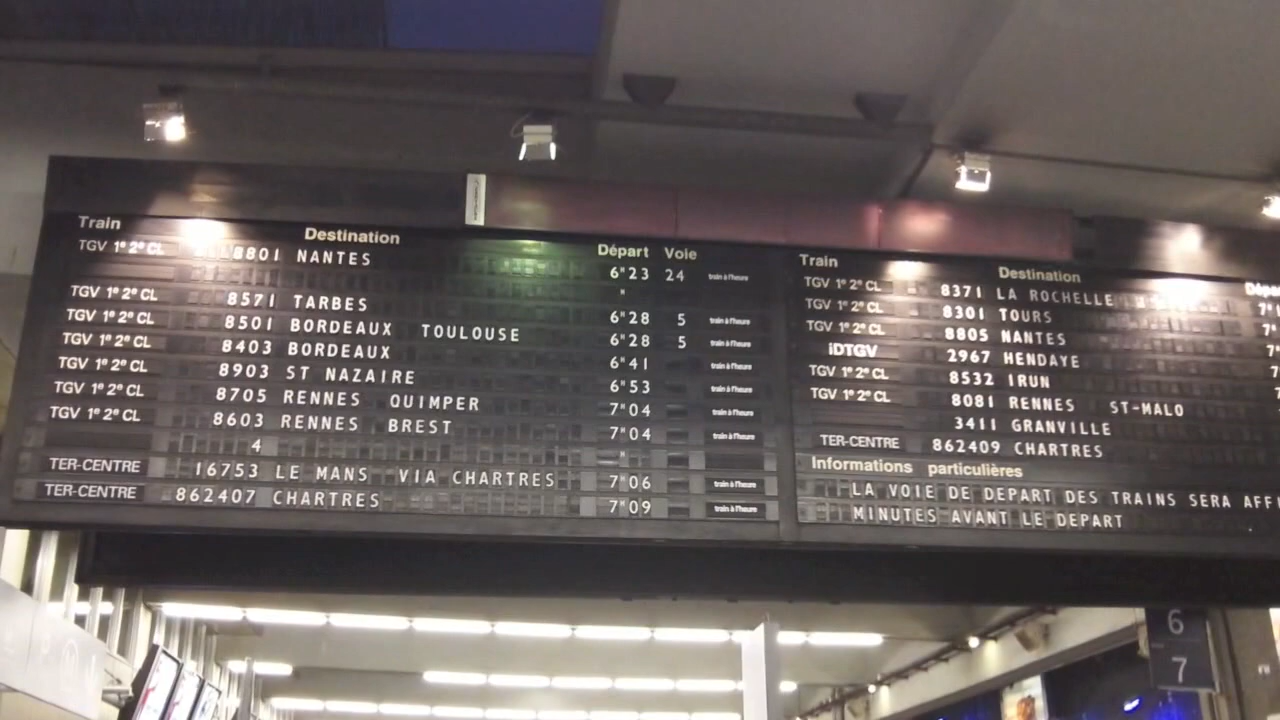 Train Destination Départ Voie
TGV 1e 2e CL 8801 NANTES 6H23 24 train à l'heure
H
TGV 1e 2e CL 8571 TARBES 6H28 5 train à l'heure
TGV 1e 2e CL 8501 BORDEAUX TOULOUSE 6H28 5 train à l'heure
TGV 1e 2e CL 8403 BORDEAUX 6H41 train à l'heure
TGV 1e 2e CL 8903 ST NAZAIRE 6H53 train à l'heure
TGV 1e 2e CL 8705 RENNES QUIMPER 7H04 train à l'heure
TGV 1e 2e CL 8603 RENNES BREST 7H04 train à l'heure
4 H
TER-CENTRE 16753 LE MANS VIA CHARTRES 7H06 train à l'heure
TER-CENTRE 862407 CHARTRES 7H09 train à l'heure
Train Destination
TGV 1e 2e CL 8371 LA ROCHELLE
TGV 1e 2e CL 8301 TOURS
TGV 1e 2e CL 8805 NANTES
iDTGV 2967 HENDAYE
TGV 1e 2e CL 8532 IRUN
TGV 1e 2e CL 8081 RENNES ST-MALO
3411 GRANVILLE
TER-CENTRE 862409 CHARTRES
Informations particulières
LA VOIE DE DEPART DES TRAINS SERA AFFI
MINUTES AVANT LE DEPART
6
7